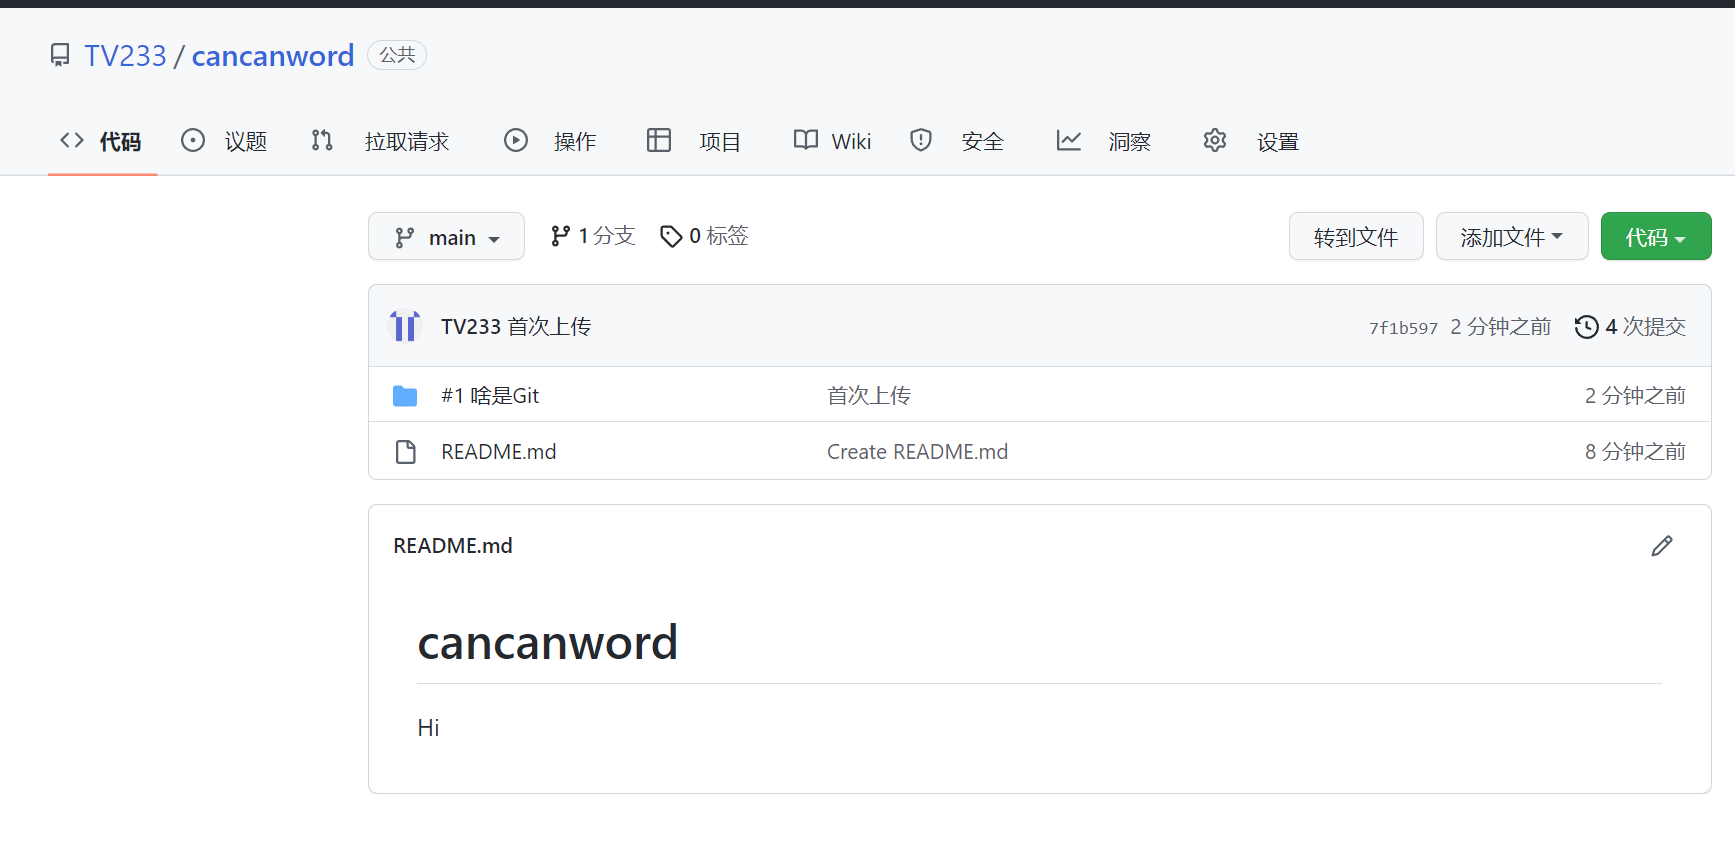 TV233 / cancanword 公共
代码 议题 拉取请求 操作 项目 Wiki 安全 洞察 设置
main 1 分支 0 标签 转到文件 添加文件 代码
TV233 首次上传 7f1b597 2 分钟之前 4 次提交
#1 啥是Git 首次上传 2 分钟之前
README.md Create README.md 8 分钟之前
README.md
cancanword
Hi